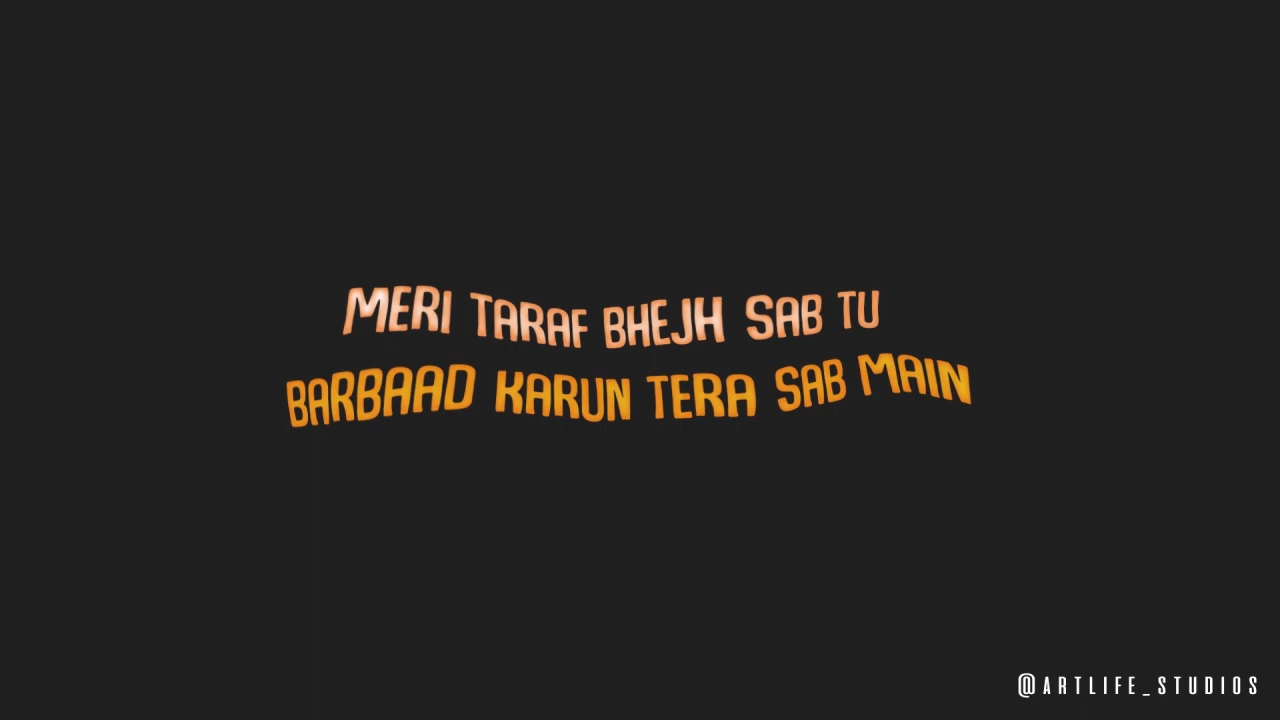 MERI TARAF BHEJH SAB TU
BARBAAD KARUN TERA SAB MAIN
@ARTLIFE_STUDIOS